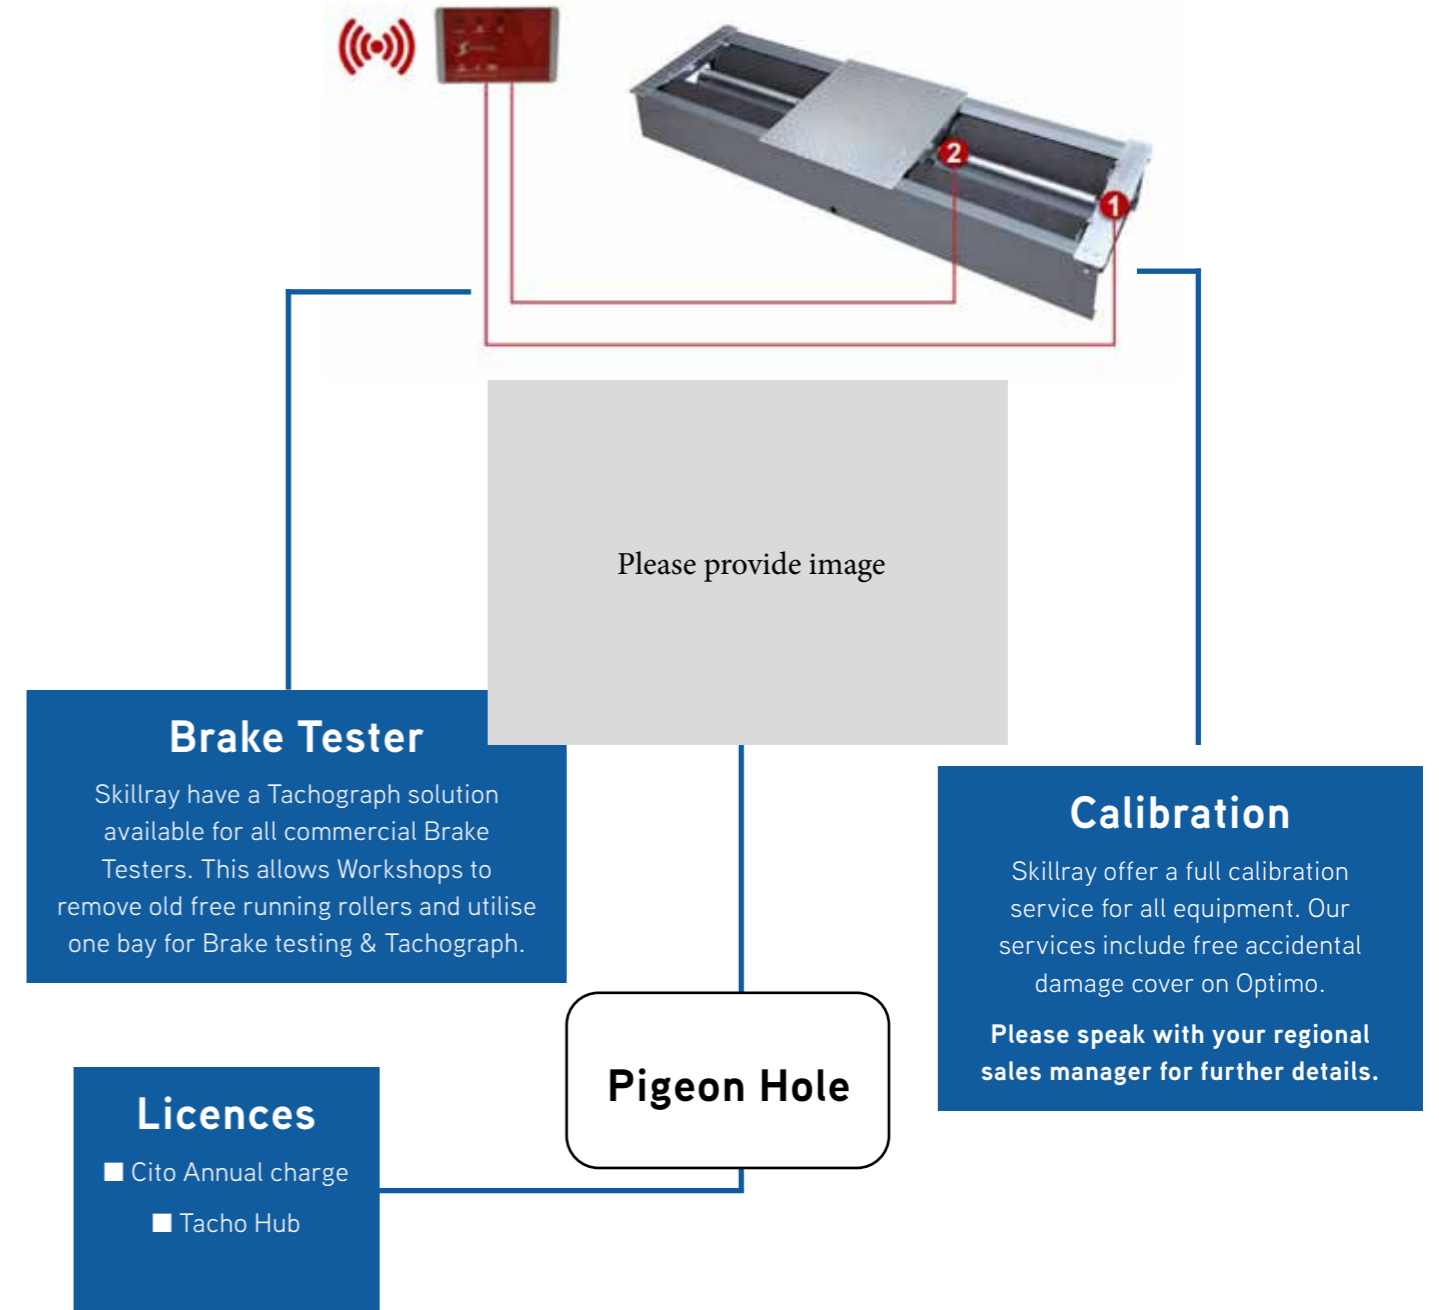 2
1
Please provide image
Brake Tester
Skillray have a Tachograph solution
available for all commercial Brake
Testers. This allows Workshops to
remove old free running rollers and utilise
one bay for Brake testing & Tachograph.
Calibration
Skillray offer a full calibration
service for all equipment. Our
services include free accidental
damage cover on Optimo.
Please speak with your regional
sales manager for further details.
Pigeon Hole
Licences
■ Cito Annual charge
■ Tacho Hub